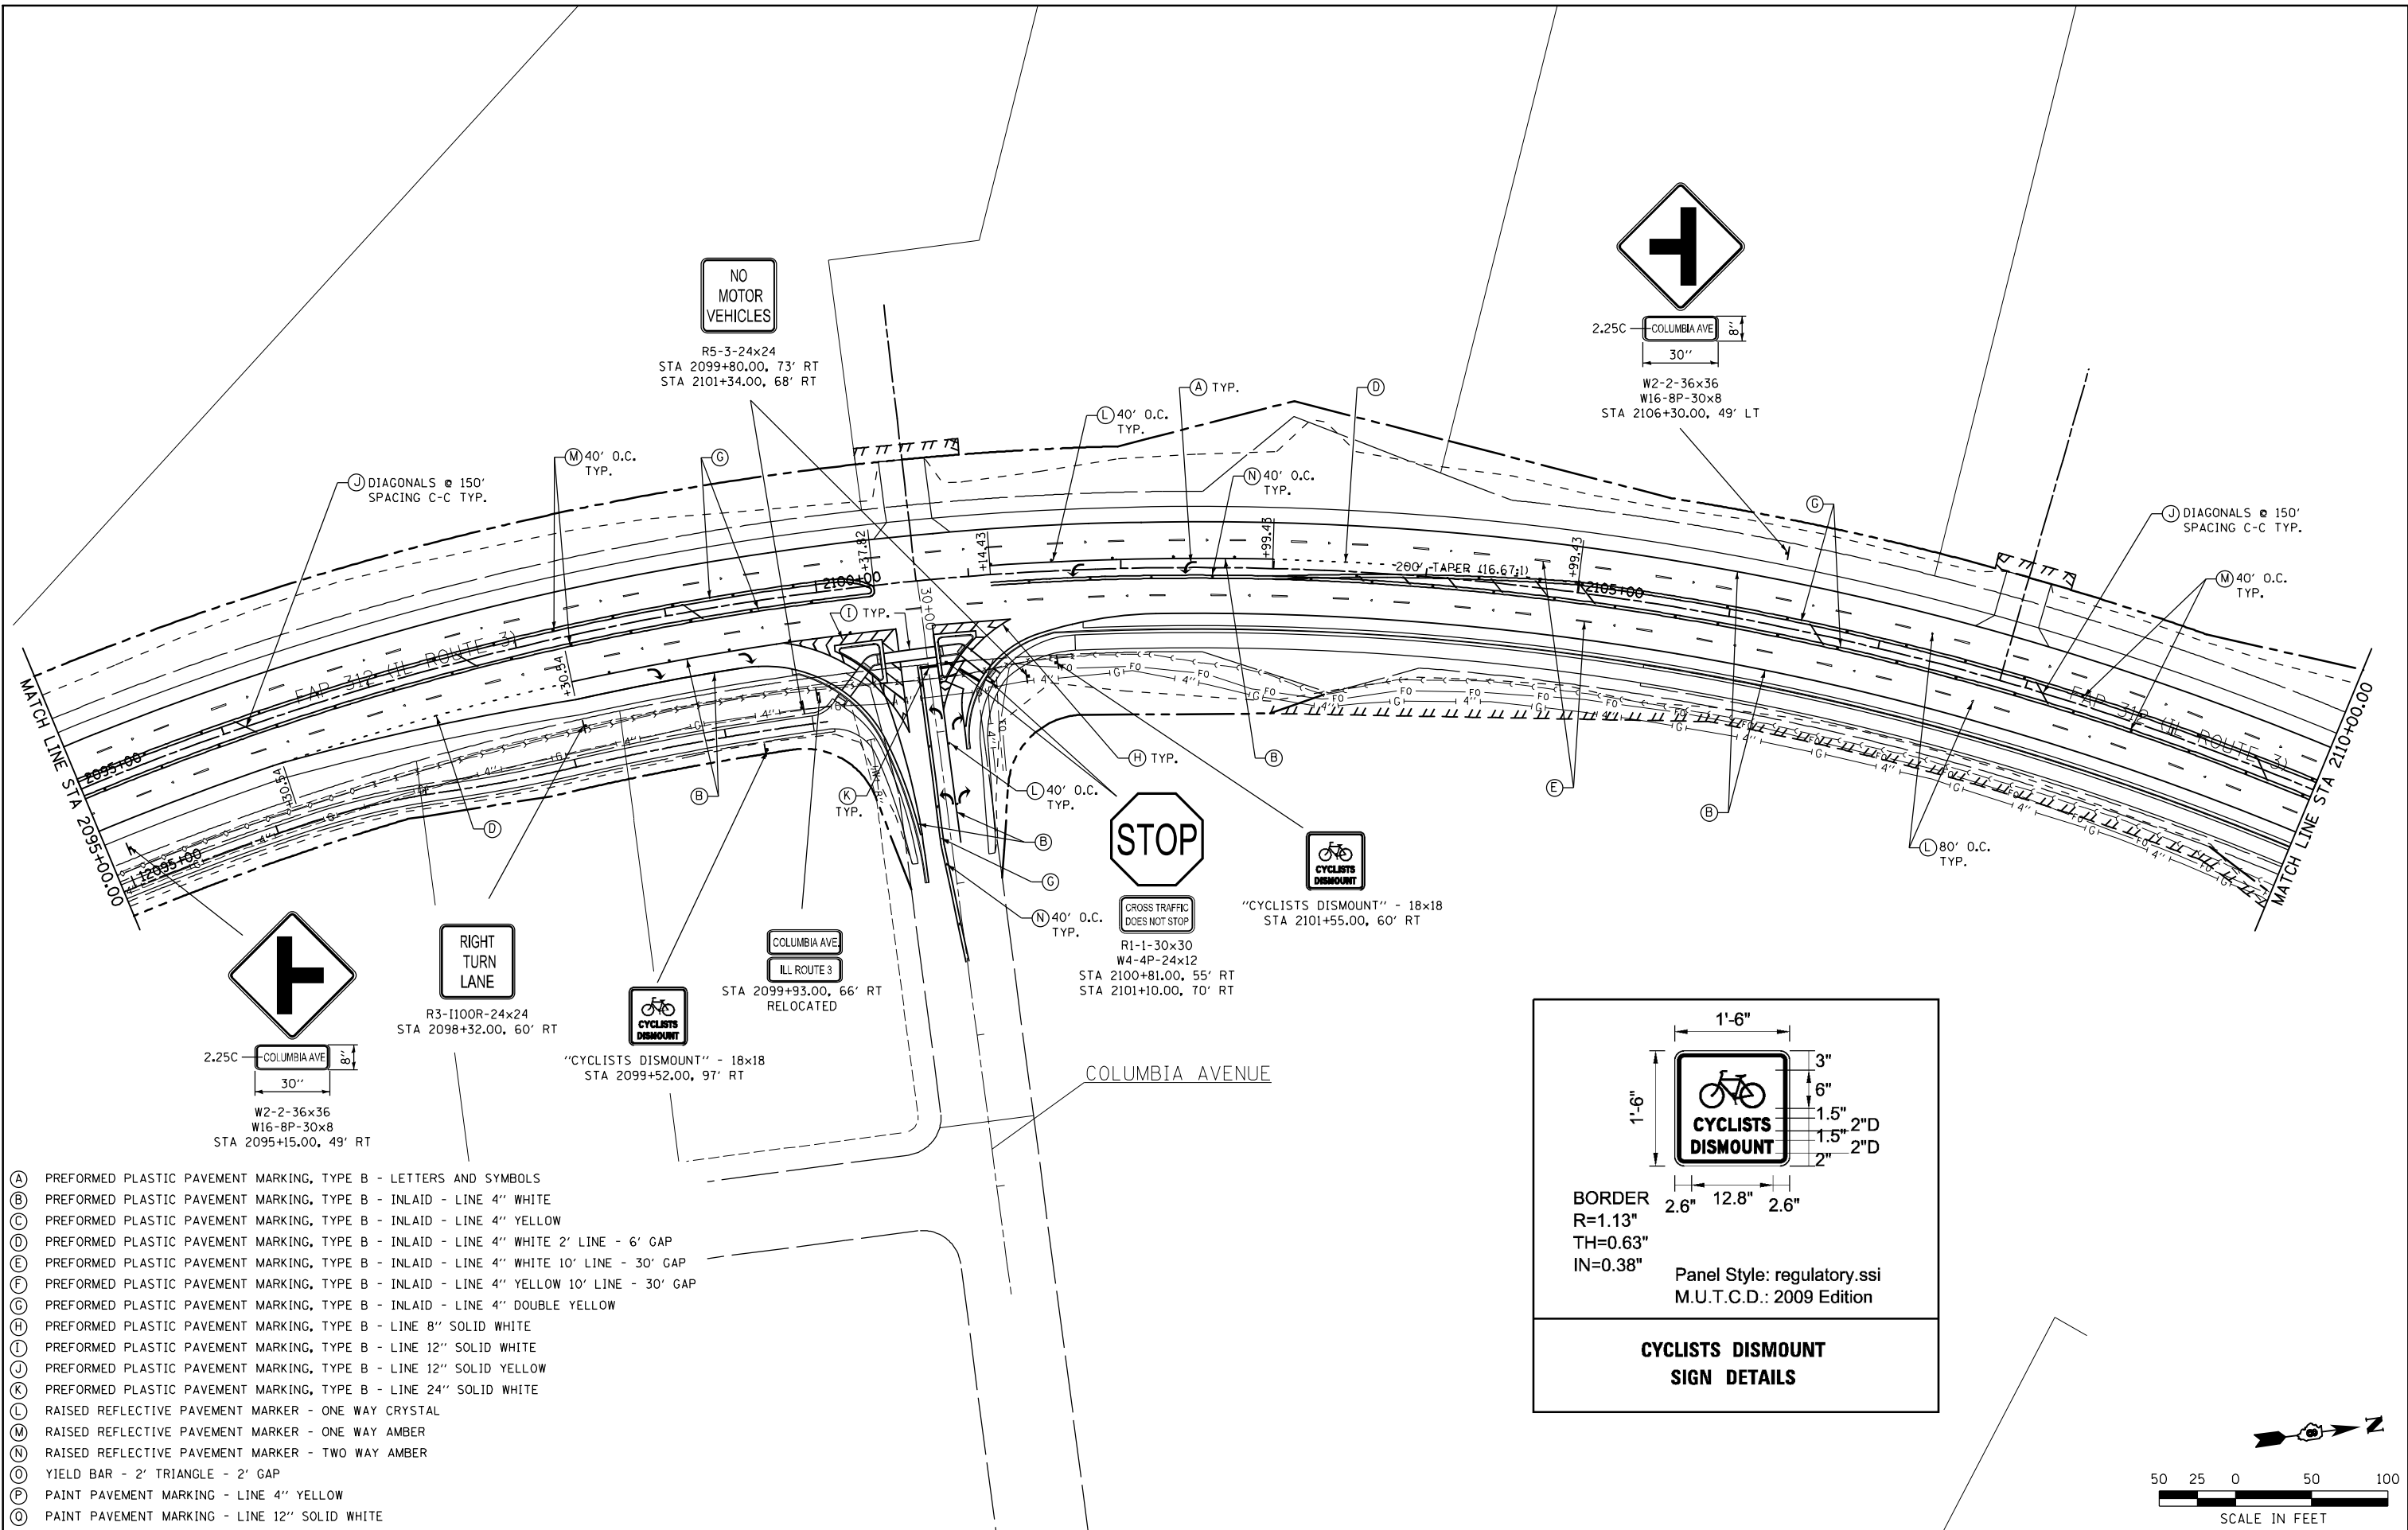 NO
MOTOR
VEHICLES
R5-3-24x24
STA 2099+80.00, 73' RT
STA 2101+34.00, 68' RT
2.25C
COLUMBIA AVE
8"
30"
W2-2-36x36
W16-8P-30x8
STA 2106+30.00, 49' LT
Ⓐ TYP.
Ⓓ
Ⓛ 40' O.C.
TYP.
Ⓜ 40' O.C.
TYP.
Ⓖ
Ⓙ DIAGONALS @ 150'
SPACING C-C TYP.
Ⓝ 40' O.C.
TYP.
Ⓖ
Ⓙ DIAGONALS @ 150'
SPACING C-C TYP.
Ⓜ 40' O.C.
TYP.
+37.82
+14.43
+99.43
+99.43
2100+00
200' TAPER (16.67:1)
2105+00
30+00
Ⓘ TYP.
FAP 312 (IL ROUTE 3)
FAP 312 (IL ROUTE 3)
+30.54
+30.54
2095+00
12095+00
MATCH LINE STA 2095+00.00
MATCH LINE STA 2110+00.00
Ⓗ TYP.
Ⓑ
Ⓑ
Ⓚ
TYP.
Ⓛ 40' O.C.
TYP.
Ⓔ
Ⓑ
Ⓓ
Ⓑ
Ⓛ 80' O.C.
TYP.
Ⓖ
Ⓝ 40' O.C.
TYP.
STOP
CROSS TRAFFIC
DOES NOT STOP
R1-1-30x30
W4-4P-24x12
STA 2100+81.00, 55' RT
STA 2101+10.00, 70' RT
CYCLISTS
DISMOUNT
"CYCLISTS DISMOUNT" - 18x18
STA 2101+55.00, 60' RT
RIGHT
TURN
LANE
R3-I100R-24x24
STA 2098+32.00, 60' RT
COLUMBIA AVE.
ILL ROUTE 3
STA 2099+93.00, 66' RT
RELOCATED
CYCLISTS
DISMOUNT
"CYCLISTS DISMOUNT" - 18x18
STA 2099+52.00, 97' RT
2.25C
COLUMBIA AVE
8"
30"
W2-2-36x36
W16-8P-30x8
STA 2095+15.00, 49' RT
COLUMBIA AVENUE
1'-6"
1'-6"
3"
6"
1.5"
2"D
1.5"
2"D
2"
CYCLISTS
DISMOUNT
2.6" 12.8" 2.6"
BORDER
R=1.13"
TH=0.63"
IN=0.38"
Panel Style: regulatory.ssi
M.U.T.C.D.: 2009 Edition
CYCLISTS DISMOUNT
SIGN DETAILS
Ⓐ PREFORMED PLASTIC PAVEMENT MARKING, TYPE B - LETTERS AND SYMBOLS
Ⓑ PREFORMED PLASTIC PAVEMENT MARKING, TYPE B - INLAID - LINE 4" WHITE
Ⓒ PREFORMED PLASTIC PAVEMENT MARKING, TYPE B - INLAID - LINE 4" YELLOW
Ⓓ PREFORMED PLASTIC PAVEMENT MARKING, TYPE B - INLAID - LINE 4" WHITE 2' LINE - 6' GAP
Ⓔ PREFORMED PLASTIC PAVEMENT MARKING, TYPE B - INLAID - LINE 4" WHITE 10' LINE - 30' GAP
Ⓕ PREFORMED PLASTIC PAVEMENT MARKING, TYPE B - INLAID - LINE 4" YELLOW 10' LINE - 30' GAP
Ⓖ PREFORMED PLASTIC PAVEMENT MARKING, TYPE B - INLAID - LINE 4" DOUBLE YELLOW
Ⓗ PREFORMED PLASTIC PAVEMENT MARKING, TYPE B - LINE 8" SOLID WHITE
Ⓘ PREFORMED PLASTIC PAVEMENT MARKING, TYPE B - LINE 12" SOLID WHITE
Ⓙ PREFORMED PLASTIC PAVEMENT MARKING, TYPE B - LINE 12" SOLID YELLOW
Ⓚ PREFORMED PLASTIC PAVEMENT MARKING, TYPE B - LINE 24" SOLID WHITE
Ⓛ RAISED REFLECTIVE PAVEMENT MARKER - ONE WAY CRYSTAL
Ⓜ RAISED REFLECTIVE PAVEMENT MARKER - ONE WAY AMBER
Ⓝ RAISED REFLECTIVE PAVEMENT MARKER - TWO WAY AMBER
Ⓞ YIELD BAR - 2' TRIANGLE - 2' GAP
Ⓟ PAINT PAVEMENT MARKING - LINE 4" YELLOW
Ⓠ PAINT PAVEMENT MARKING - LINE 12" SOLID WHITE
N
50 25 0 50 100
SCALE IN FEET